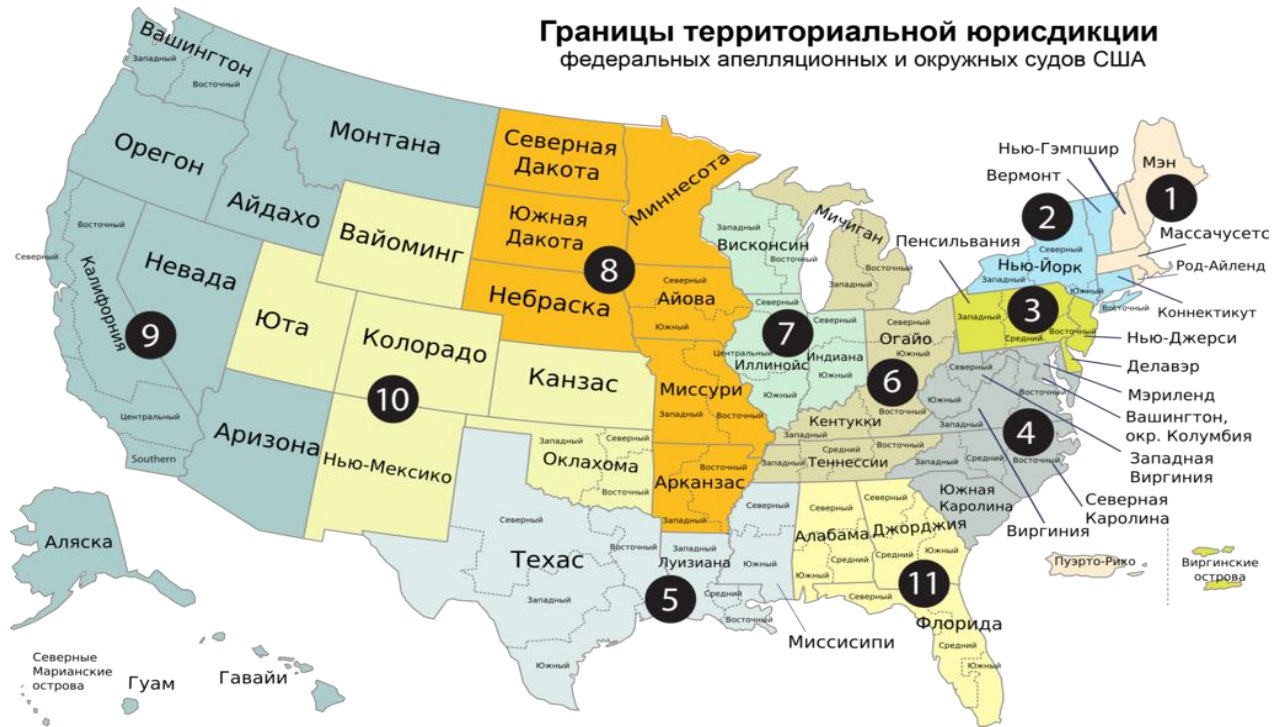 Границы территориальной юрисдикции
федеральных апелляционных и окружных судов США
Вашингтон
Западный
Восточный
Орегон
Монтана
Айдахо
Северная
Дакота
Южная
Дакота
Миннесота
Вайоминг
Небраска
8
Айова
Северный
Южный
Висконсин
Западный
Восточный
Мичиган
Западный
Восточный
Пенсильвания
Нью-Гэмпшир
Вермонт
Мэн
1
2
Массачусетс
Род-Айленд
Северный
Нью-Йорк
Западный
Южный
Восточный
Коннектикут
3
Западный
Средний
Восточный
Нью-Джерси
Делавэр
Мэриленд
Вашингтон,
окр. Колумбия
Западная
Виргиния
Северная
Каролина
Виргиния
Невада
Восточный
Северный
Калифорния
9
Центральный
Southern
Юта
Колорадо
10
Канзас
Миссури
Западный
Восточный
7
Северный
Центральный
Иллинойс
Южный
Северный
Индиана
Южный
Северный
Огайо
Южный
6
Северный
Южный
Западный
Восточный
4
Кентукки
Западный
Восточный
Теннессии
Западный
Средний
Восточный
Западный
Средний
Восточный
Южная
Каролина
Аризона
Нью-Мексико
Западный
Северный
Оклахома
Восточный
Восточный
Арканзас
Западный
Северный
Техас
Восточный
Западный
Южный
Западный
Луизиана
5
Средний
Восточный
Северный
Южный
Миссисипи
Северный
Алабама
Средний
Южный
Северный
Джорджия
Средний
Южный
11
Северный
Флорида
Средний
Южный
Пуэрто-Рико
Виргинские
острова
Аляска
Северные
Марианские
острова
Гуам
Гавайи